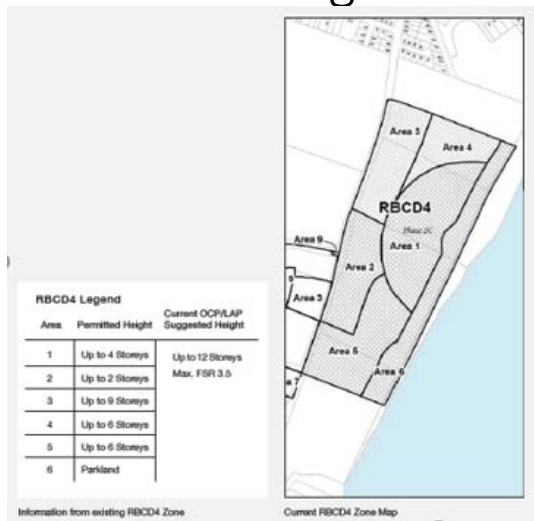 RBCD4 Legend
Area Permitted Height Current OCP/LAP Suggested Height
1 Up to 4 Storeys Up to 12 Storeys
2 Up to 2 Storeys Max. FSR 3.5
3 Up to 9 Storeys
4 Up to 6 Storeys
5 Up to 6 Storeys
6 Parkland
Information from existing RBCD4 Zone
Area 3
Area 4
RBCD4
Phase 2C
Area 1
Area 9
Area 2
Area 3
Area 5
Area 6
Current RBCD4 Zone Map